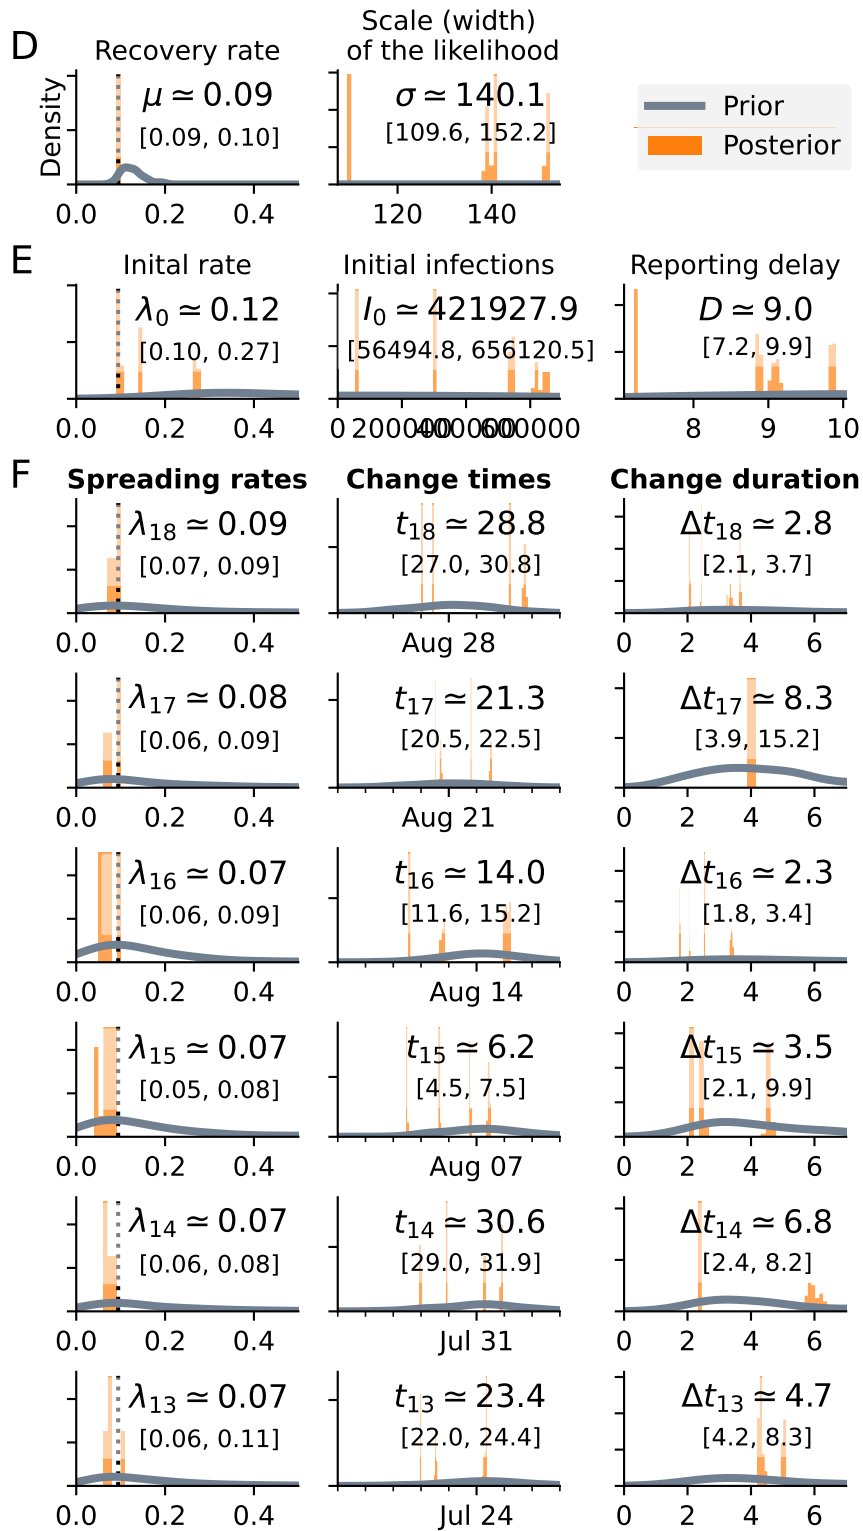 D
Recovery rate
Scale (width)
of the likelihood
Density
μ ≃ 0.09
[0.09, 0.10]
0.0 0.2 0.4
σ ≃ 140.1
[109.6, 152.2]
120 140
Prior
Posterior
E
Inital rate
Initial infections
Reporting delay
λ0 ≃ 0.12
[0.10, 0.27]
0.0 0.2 0.4
I0 ≃ 421927.9
[56494.8, 656120.5]
0 200000 400000 600000
D ≃ 9.0
[7.2, 9.9]
8 9 10
F
Spreading rates
Change times
Change duration
λ18 ≃ 0.09
[0.07, 0.09]
0.0 0.2 0.4
t18 ≃ 28.8
[27.0, 30.8]
Aug 28
Δt18 ≃ 2.8
[2.1, 3.7]
0 2 4 6
λ17 ≃ 0.08
[0.06, 0.09]
0.0 0.2 0.4
t17 ≃ 21.3
[20.5, 22.5]
Aug 21
Δt17 ≃ 8.3
[3.9, 15.2]
0 2 4 6
λ16 ≃ 0.07
[0.06, 0.09]
0.0 0.2 0.4
t16 ≃ 14.0
[11.6, 15.2]
Aug 14
Δt16 ≃ 2.3
[1.8, 3.4]
0 2 4 6
λ15 ≃ 0.07
[0.05, 0.08]
0.0 0.2 0.4
t15 ≃ 6.2
[4.5, 7.5]
Aug 07
Δt15 ≃ 3.5
[2.1, 9.9]
0 2 4 6
λ14 ≃ 0.07
[0.06, 0.08]
0.0 0.2 0.4
t14 ≃ 30.6
[29.0, 31.9]
Jul 31
Δt14 ≃ 6.8
[2.4, 8.2]
0 2 4 6
λ13 ≃ 0.07
[0.06, 0.11]
0.0 0.2 0.4
t13 ≃ 23.4
[22.0, 24.4]
Jul 24
Δt13 ≃ 4.7
[4.2, 8.3]
0 2 4 6